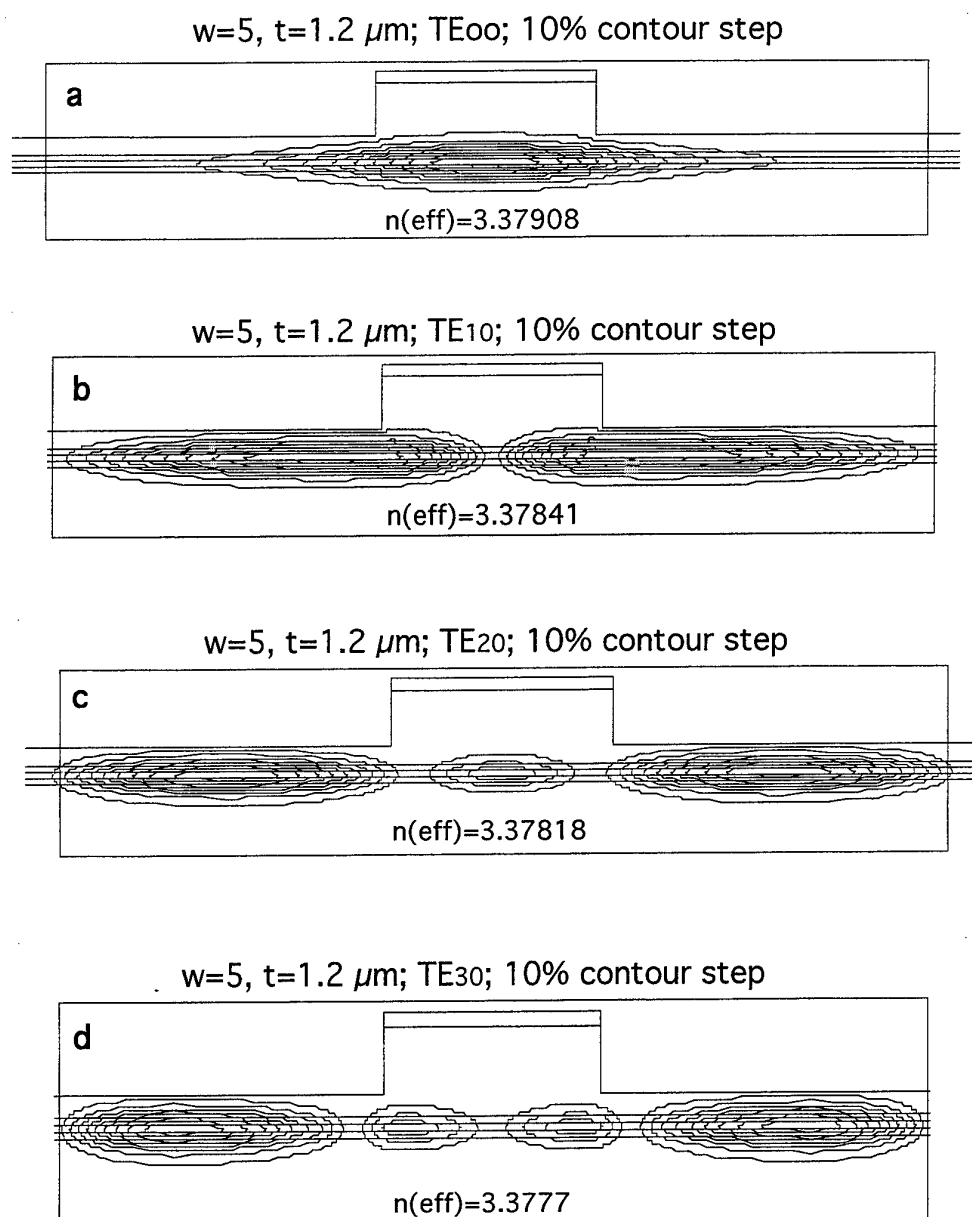 w=5, t=1.2 μm; TEoo; 10% contour step
a
n(eff)=3.37908
w=5, t=1.2 μm; TE10; 10% contour step
b
n(eff)=3.37841
w=5, t=1.2 μm; TE20; 10% contour step
c
n(eff)=3.37818
w=5, t=1.2 μm; TE30; 10% contour step
d
n(eff)=3.3777